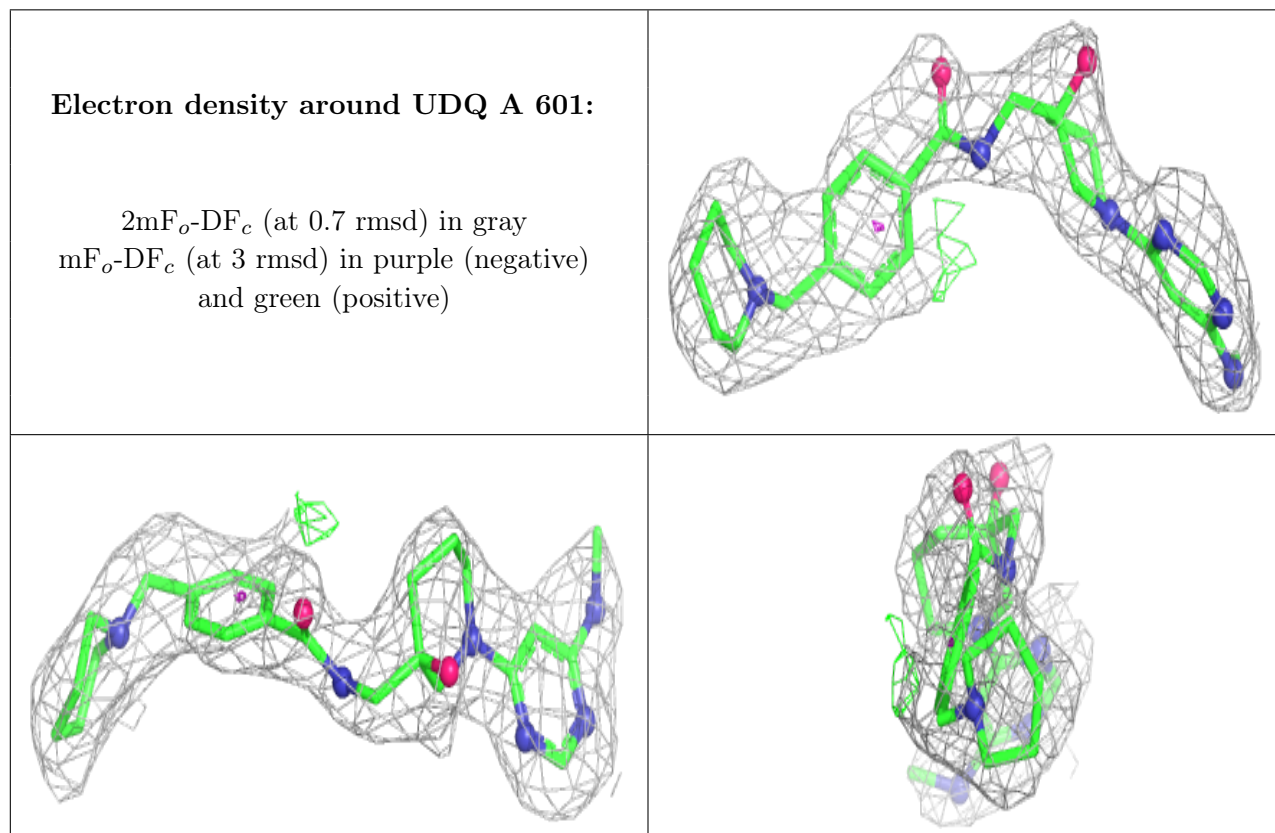 Electron density around UDQ A 601:
2mFo-DFc (at 0.7 rmsd) in gray
mFo-DFc (at 3 rmsd) in purple (negative)
and green (positive)